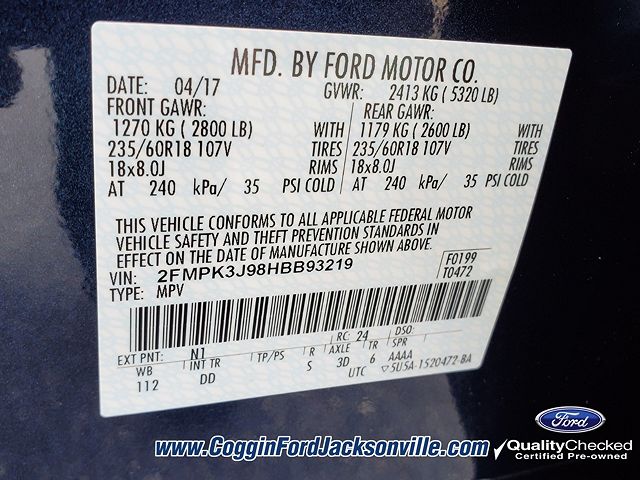 MFD. BY FORD MOTOR CO.
DATE: 04/17 GVWR: 2413 KG ( 5320 LB)
FRONT GAWR: REAR GAWR:
1270 KG ( 2800 LB) WITH 1179 KG ( 2600 LB) WITH
235/60R18 107V TIRES 235/60R18 107V TIRES
18x8.0J RIMS 18x8.0J RIMS
AT 240 kPa/ 35 PSI COLD AT 240 kPa/ 35 PSI COLD
THIS VEHICLE CONFORMS TO ALL APPLICABLE FEDERAL MOTOR
VEHICLE SAFETY AND THEFT PREVENTION STANDARDS IN
EFFECT ON THE DATE OF MANUFACTURE SHOWN ABOVE.
VIN: 2FMPK3J98HBB93219 F0199
TYPE: MPV T0472
EXT PNT: N1 RC: 24 DSO:
WB INT TR TP/PS R AXLE TR SPR
112 DD S 3D 6 AAAA
UTC ▽5U5A-1520472-BA
www.CogginFordJacksonville.com
Ford
QualityChecked
Certified Pre-owned